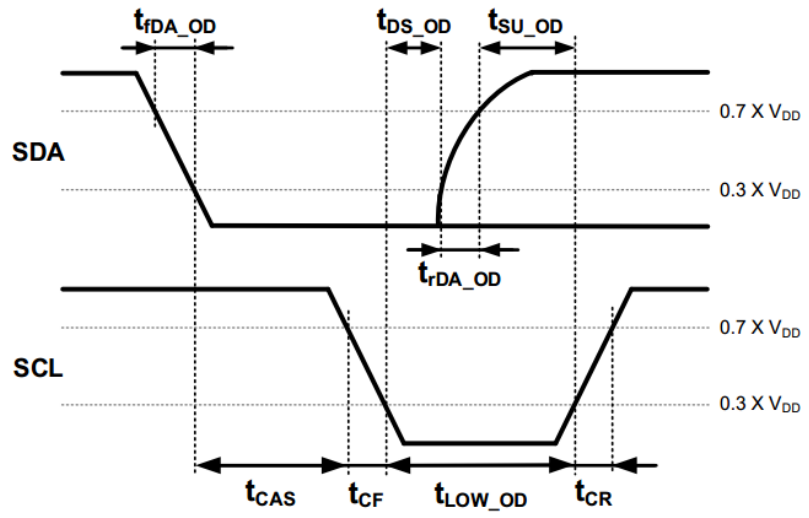 tfDA_OD tDS_OD tSU_OD
0.7 X VDD
SDA
0.3 X VDD
trDA_OD
0.7 X VDD
SCL
0.3 X VDD
tCAS tCF tLOW_OD tCR